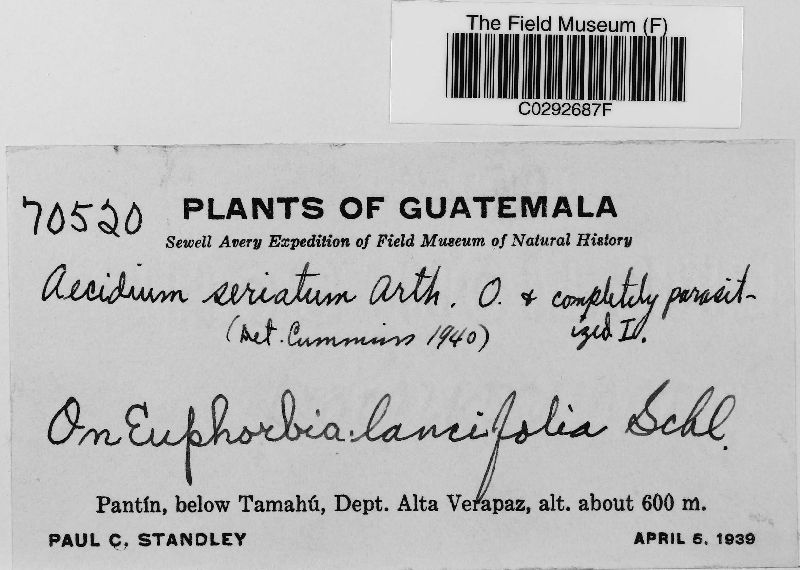 The Field Museum (F)
C0292687F
70520 PLANTS OF GUATEMALA
Sewell Avery Expedition of Field Museum of Natural History
Aecidium seriatum Arth. O. & completely parasit-
ized I.
(Det. Cummins 1940)
On Euphorbia lancifolia Schl.
Pantín, below Tamahú, Dept. Alta Verapaz, alt. about 600 m.
PAUL C. STANDLEY APRIL 5, 1939